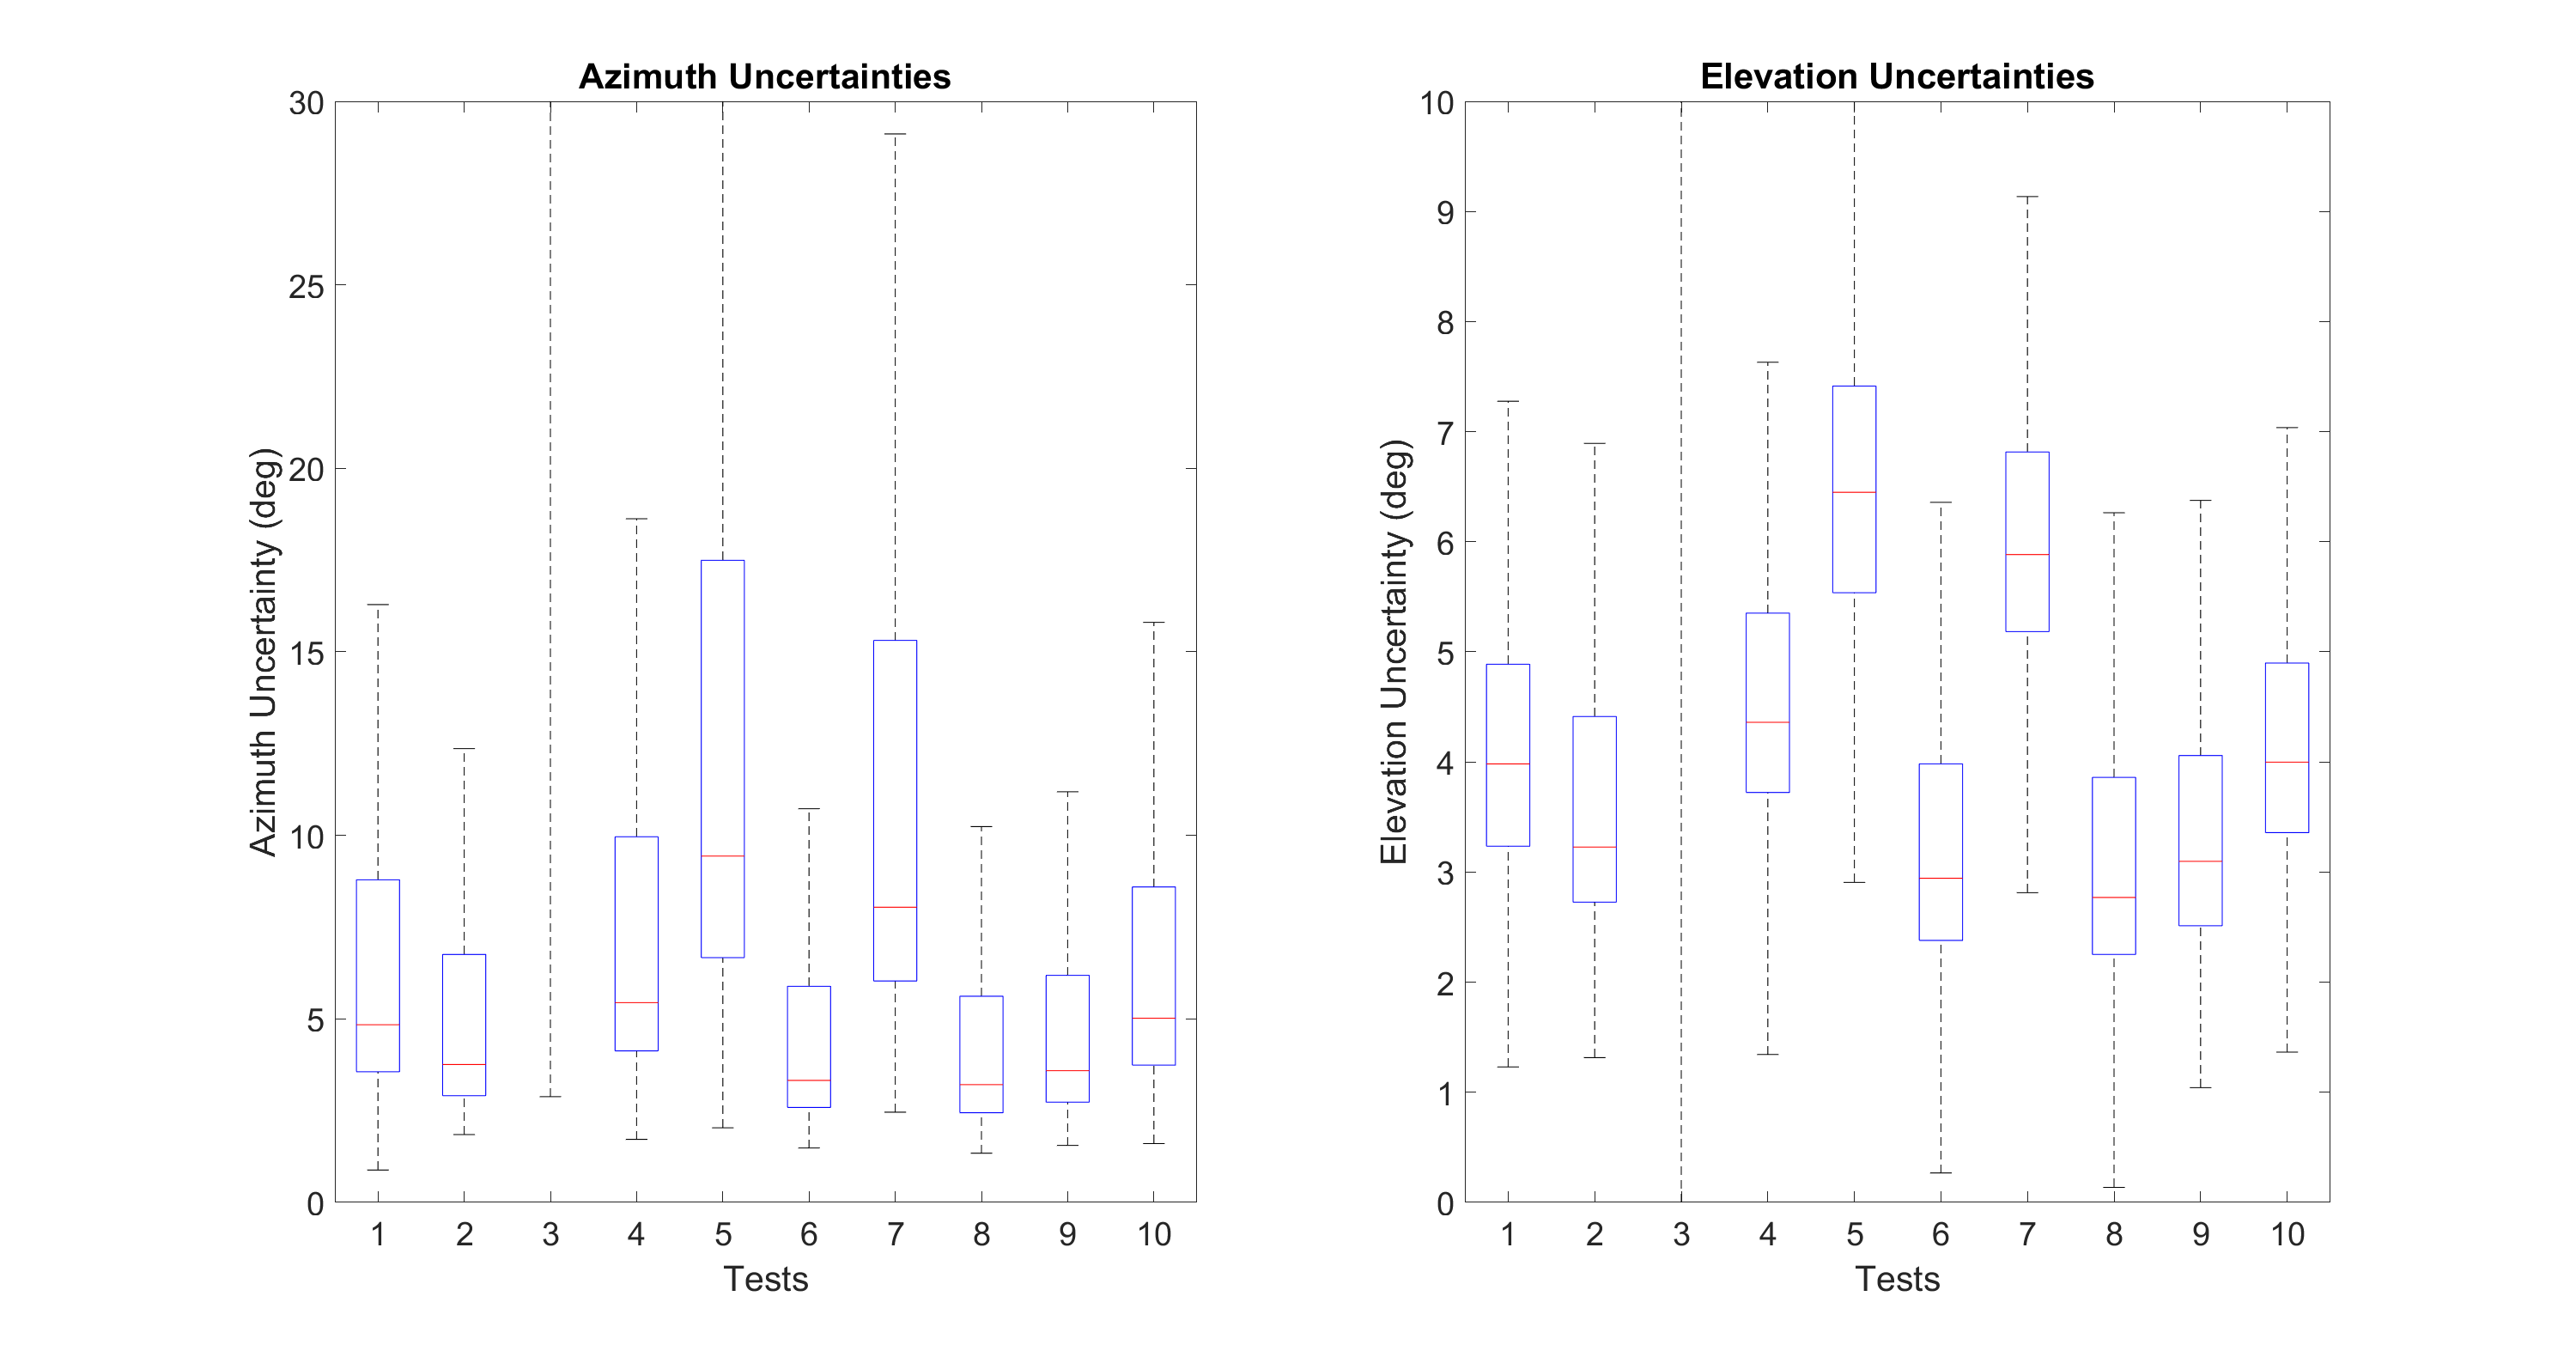 Azimuth Uncertainties
30
25
20
15
10
5
0
Azimuth Uncertainty (deg)
1 2 3 4 5 6 7 8 9 10
Tests
Elevation Uncertainties
10
9
8
7
6
5
4
3
2
1
0
Elevation Uncertainty (deg)
1 2 3 4 5 6 7 8 9 10
Tests